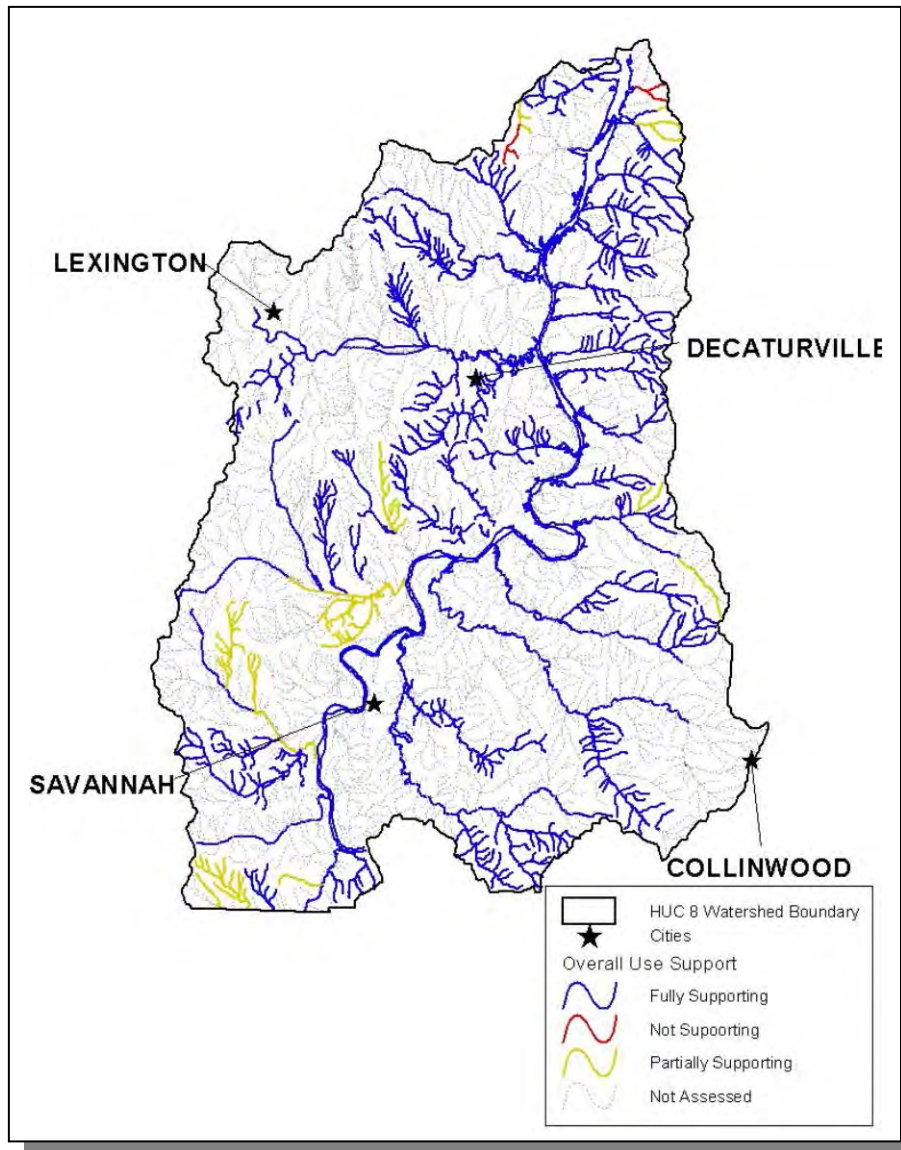 LEXINGTON
DECATURVILLE
SAVANNAH
COLLINWOOD
HUC 8 Watershed Boundary
Cities
Overall Use Support
Fully Supporting
Not Supoorting
Partially Supporting
Not Assessed